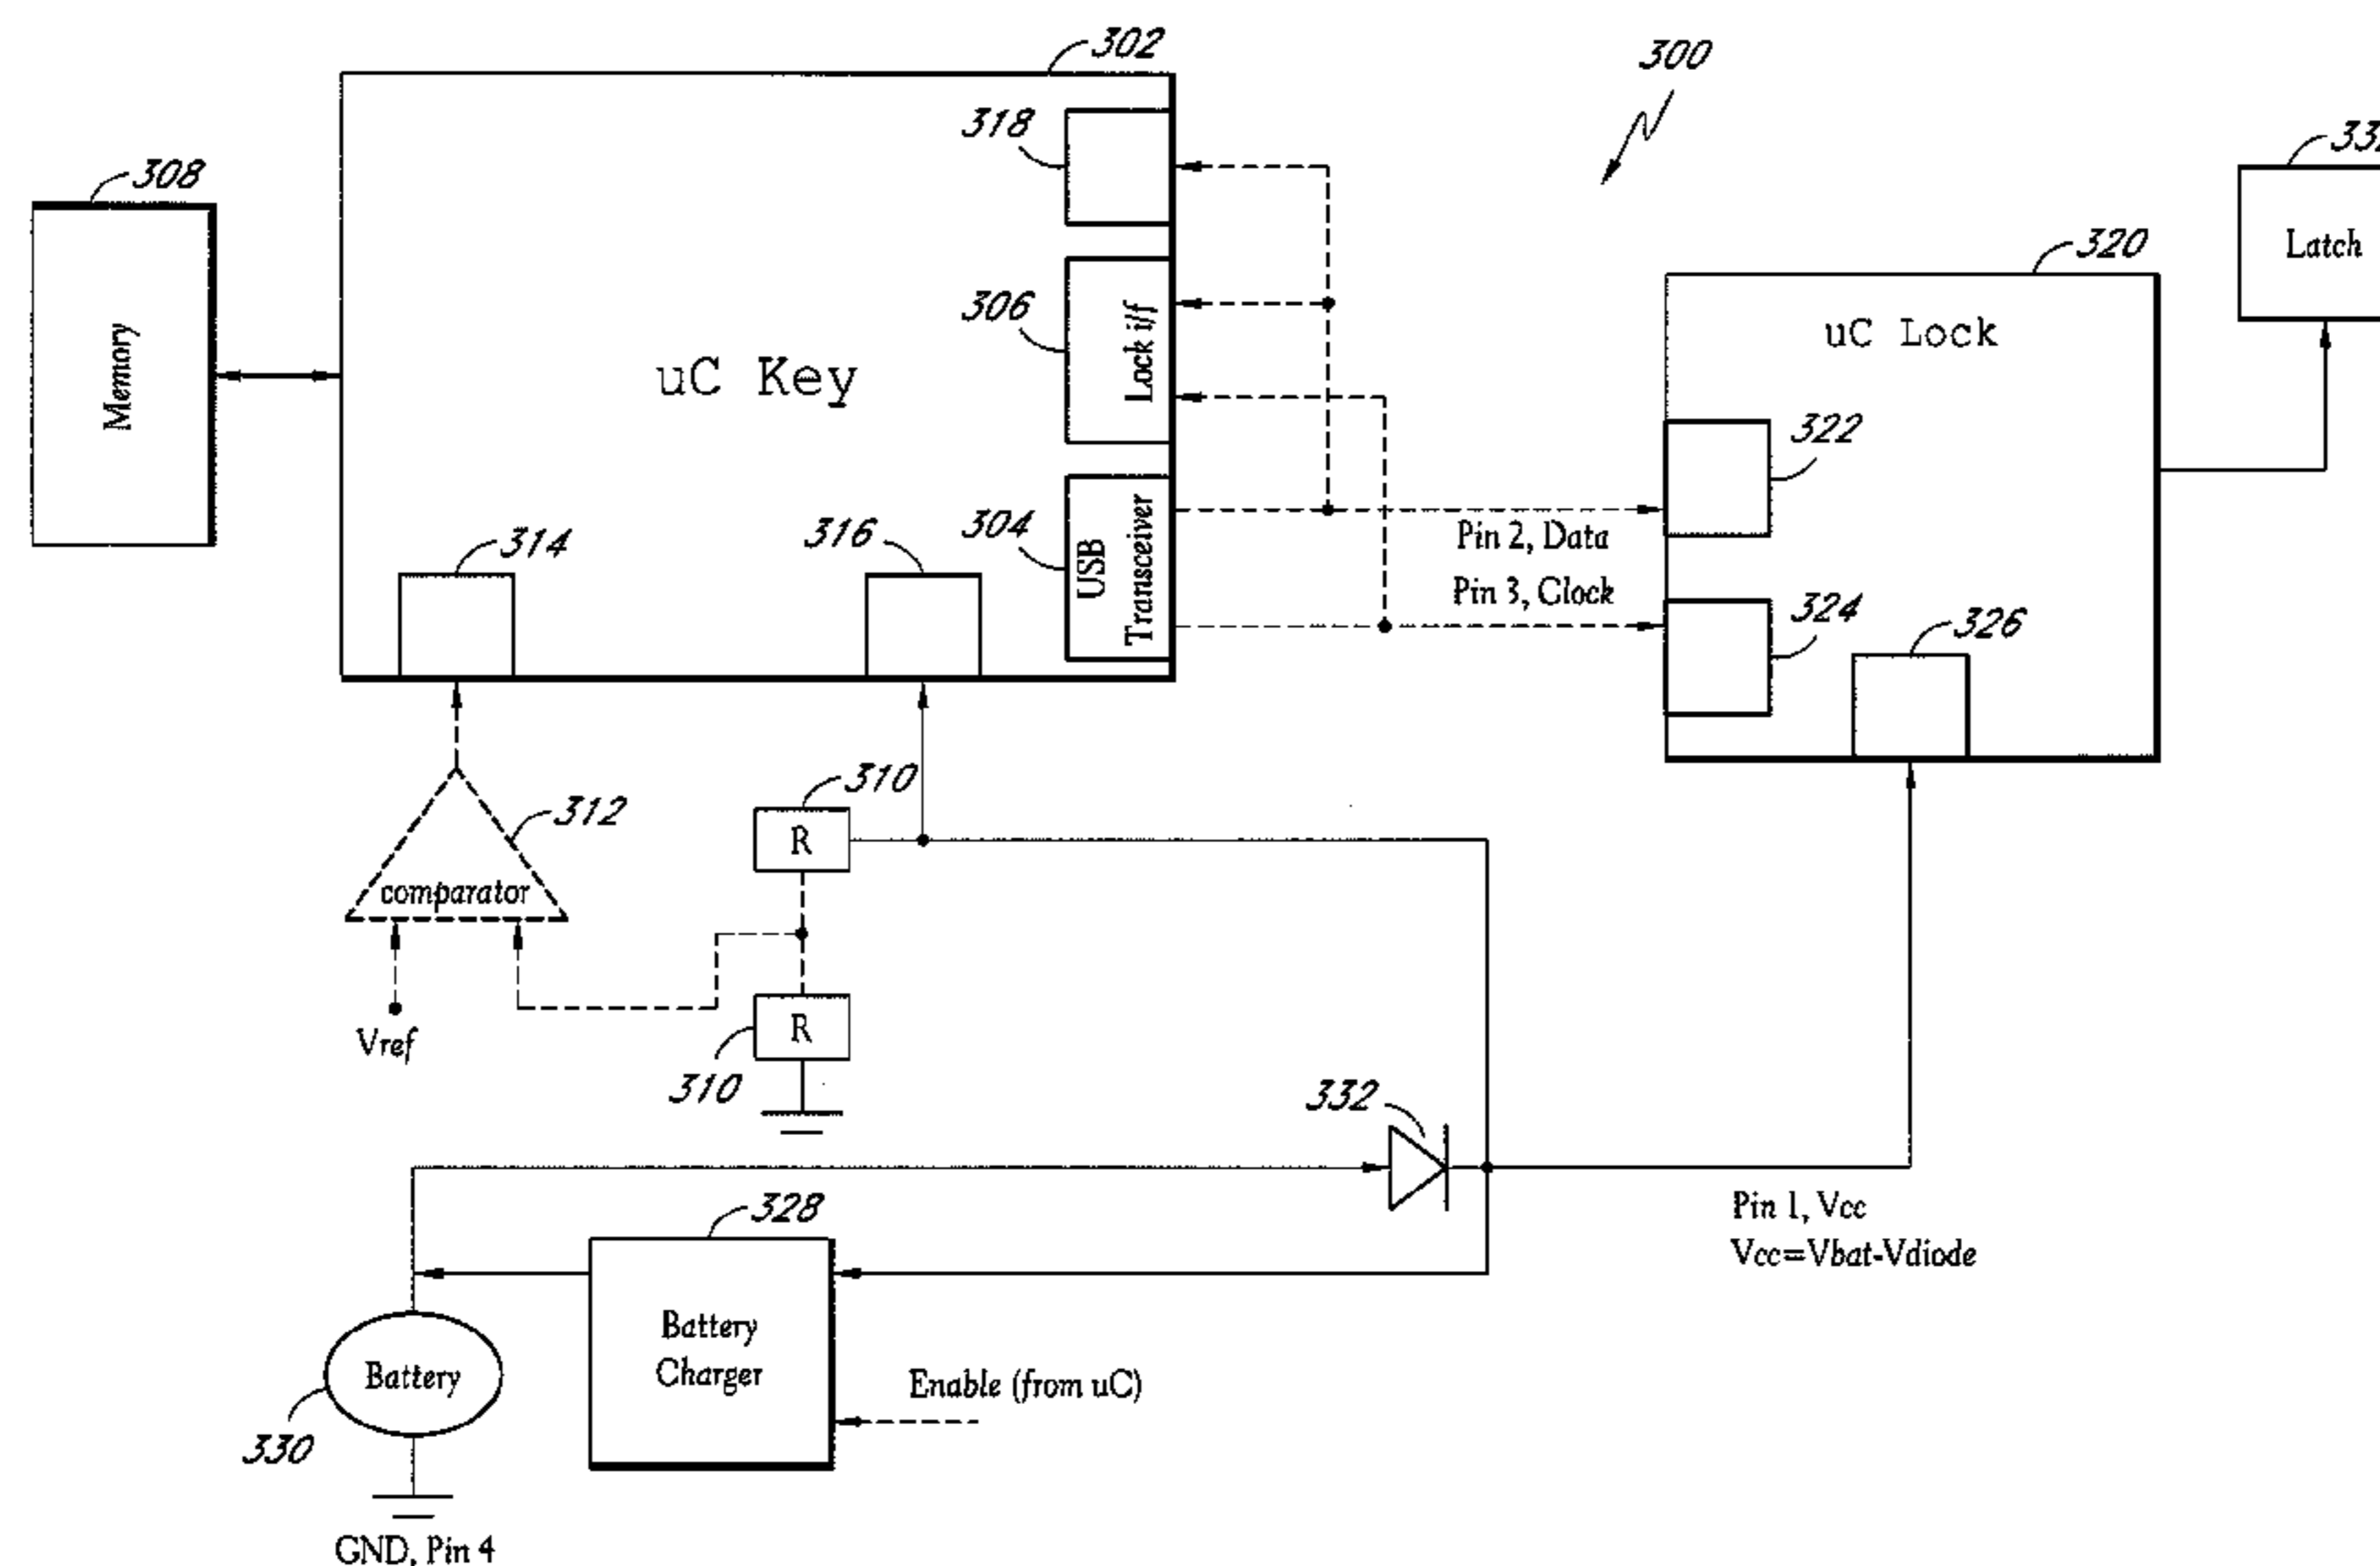 302
300
318
308
332
Latch
320
306
Lock i/f
uC Key
uC Lock
Memory
322
Pin 2, Data
314
316
304
USB
Transceiver
Pin 3, Clock
324
326
310
R
312
comparator
Vref
R
310
332
328
Pin 1, Vcc
Vcc=Vbat-Vdiode
Battery
Charger
Battery
Enable (from uC)
330
GND, Pin 4